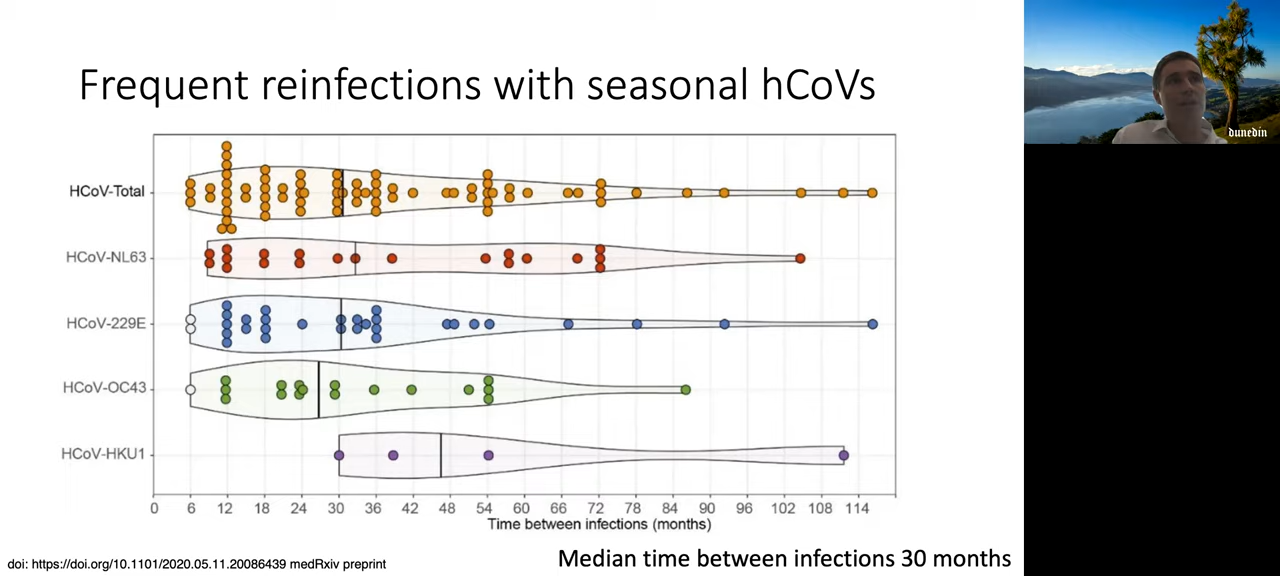 Frequent reinfections with seasonal hCoVs
dunedin
HCoV-Total
HCoV-NL63
HCoV-229E
HCoV-OC43
HCoV-HKU1
0 6 12 18 24 30 36 42 48 54 60 66 72 78 84 90 96 102 108 114
Time between infections (months)
Median time between infections 30 months
doi: https://doi.org/10.1101/2020.05.11.20086439 medRxiv preprint